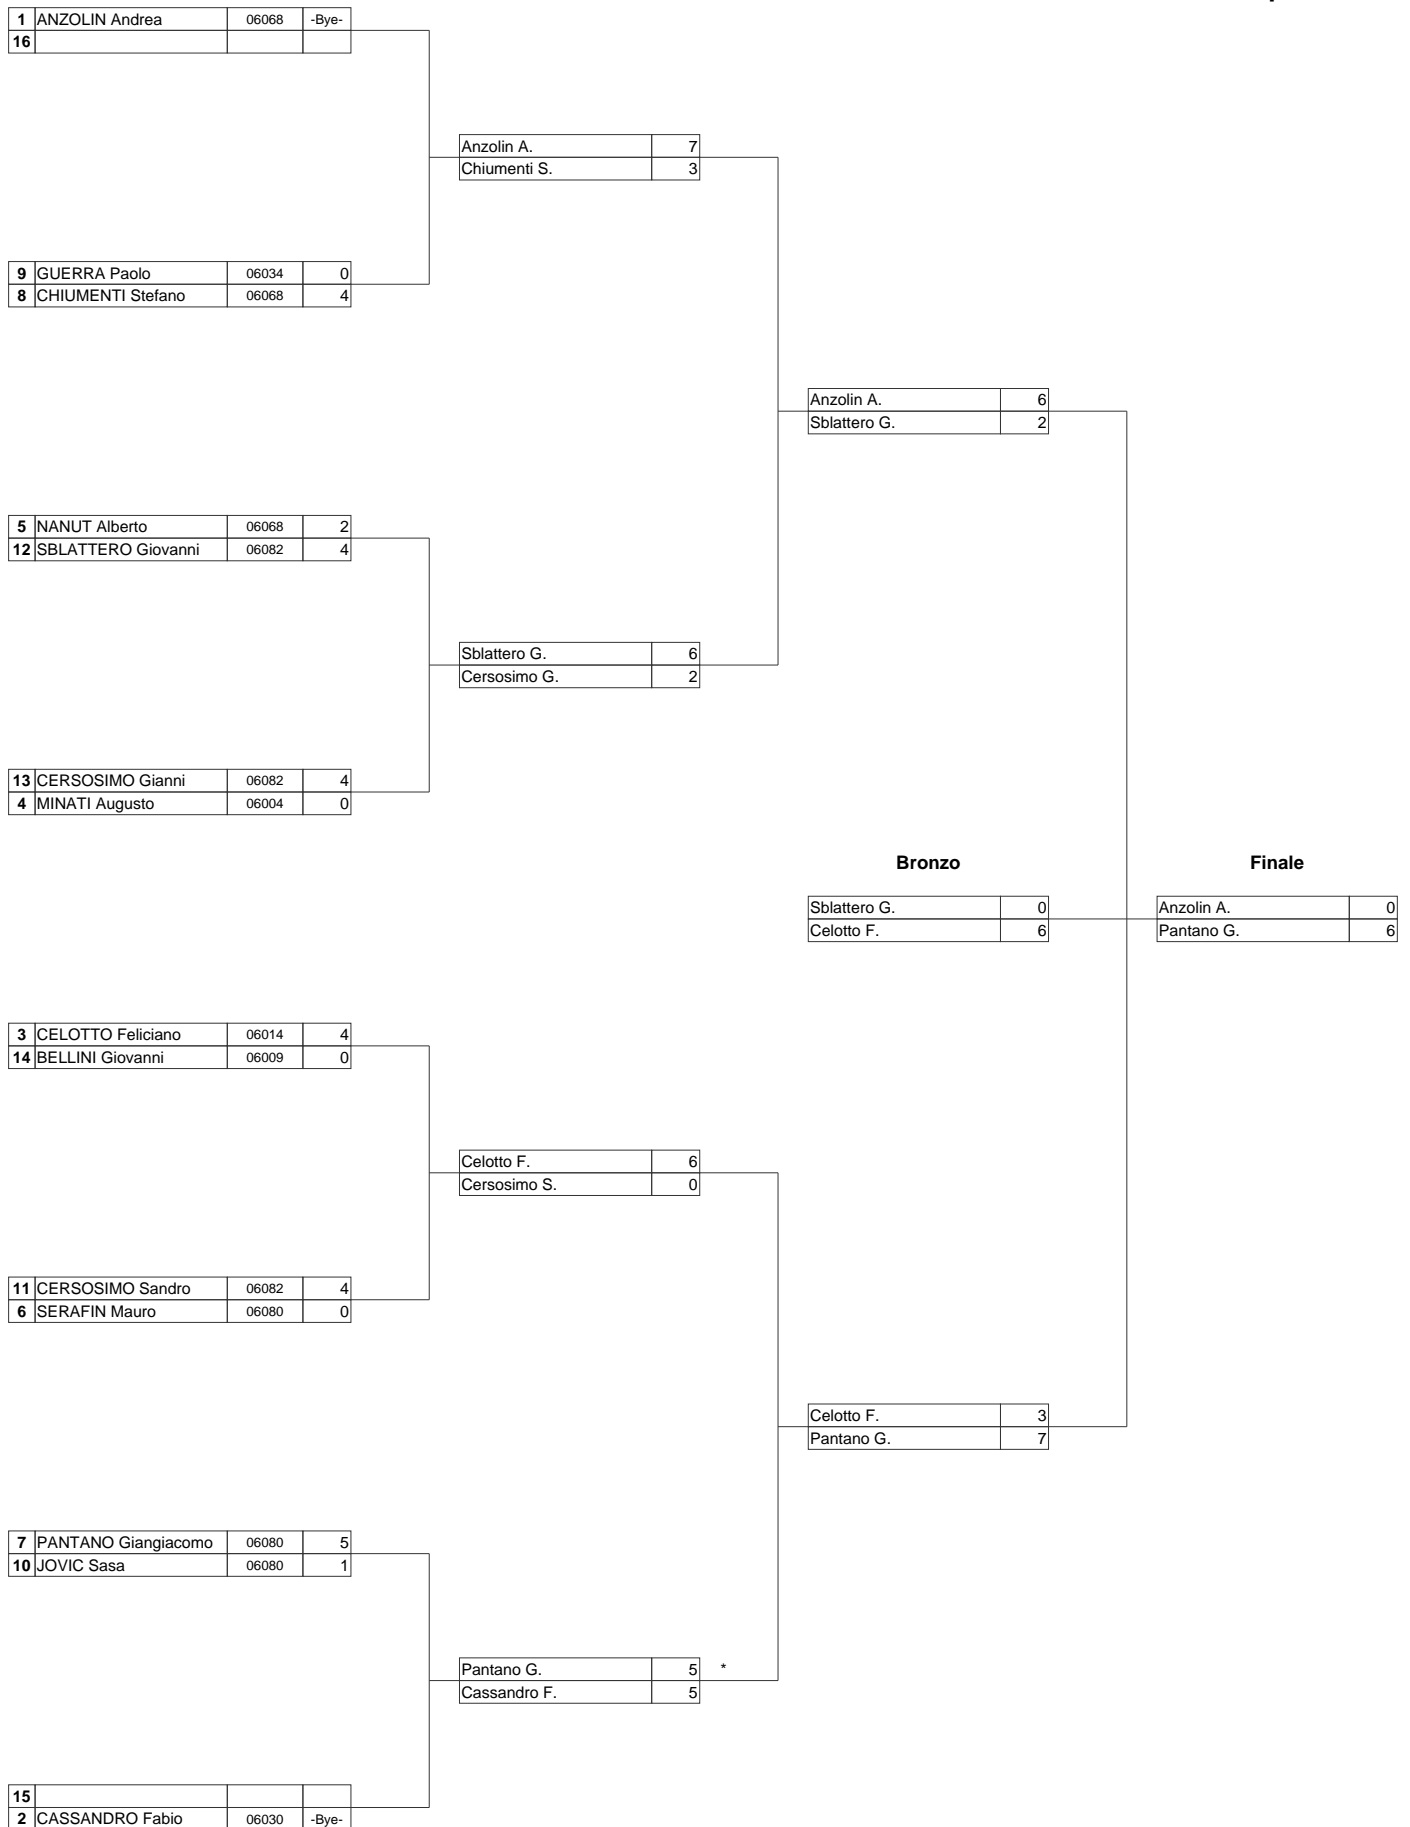 1 ANZOLIN Andrea 06068 -Bye-
16
Anzolin A. 7
Chiumenti S. 3
9 GUERRA Paolo 06034 0
8 CHIUMENTI Stefano 06068 4
Anzolin A. 6
Sblattero G. 2
5 NANUT Alberto 06068 2
12 SBLATTERO Giovanni 06082 4
Sblattero G. 6
Cersosimo G. 2
13 CERSOSIMO Gianni 06082 4
4 MINATI Augusto 06004 0
Bronzo Finale
Sblattero G. 0 Anzolin A. 0
Celotto F. 6 Pantano G. 6
3 CELOTTO Feliciano 06014 4
14 BELLINI Giovanni 06009 0
Celotto F. 6
Cersosimo S. 0
11 CERSOSIMO Sandro 06082 4
6 SERAFIN Mauro 06080 0
Celotto F. 3
Pantano G. 7
7 PANTANO Giangiacomo 06080 5
10 JOVIC Sasa 06080 1
Pantano G. 5 *
Cassandro F. 5
15
2 CASSANDRO Fabio 06030 -Bye-